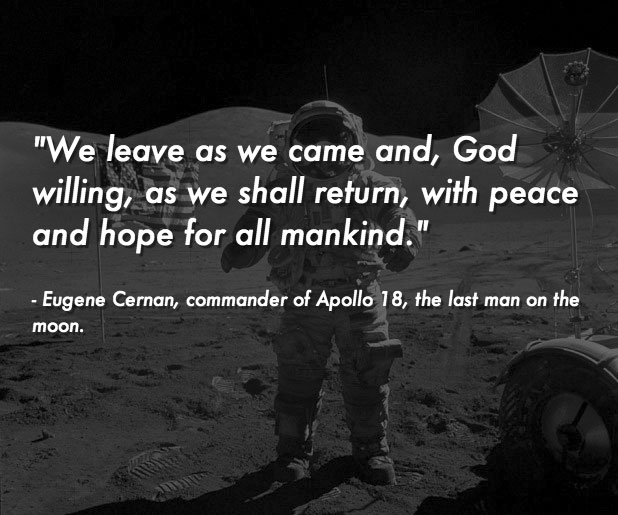 "We leave as we came and, God
willing, as we shall return, with peace
and hope for all mankind."
- Eugene Cernan, commander of Apollo 18, the last man on the
moon.